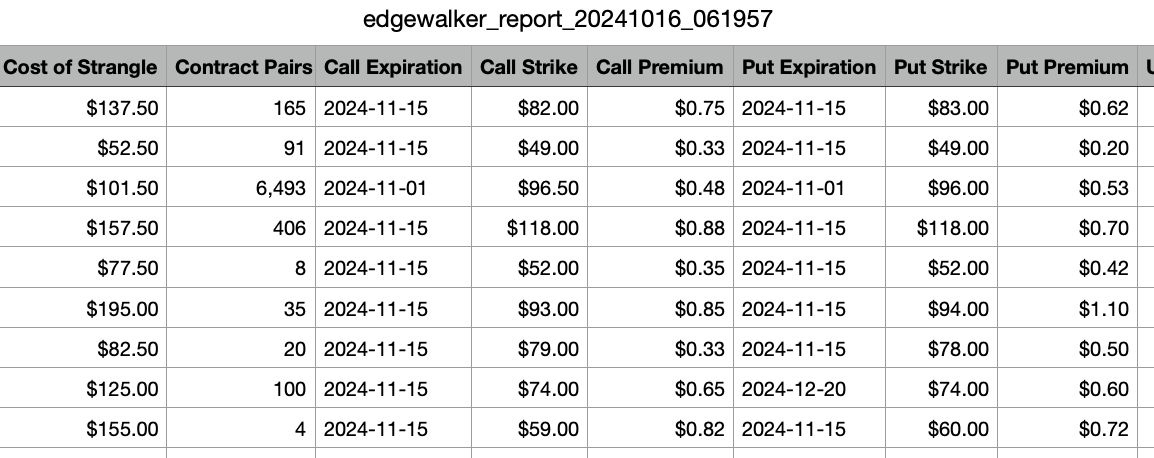 edgewalker_report_20241016_061957
Cost of Strangle Contract Pairs Call Expiration Call Strike Call Premium Put Expiration Put Strike Put Premium
$137.50 165 2024-11-15 $82.00 $0.75 2024-11-15 $83.00 $0.62
$52.50 91 2024-11-15 $49.00 $0.33 2024-11-15 $49.00 $0.20
$101.50 6,493 2024-11-01 $96.50 $0.48 2024-11-01 $96.00 $0.53
$157.50 406 2024-11-15 $118.00 $0.88 2024-11-15 $118.00 $0.70
$77.50 8 2024-11-15 $52.00 $0.35 2024-11-15 $52.00 $0.42
$195.00 35 2024-11-15 $93.00 $0.85 2024-11-15 $94.00 $1.10
$82.50 20 2024-11-15 $79.00 $0.33 2024-11-15 $78.00 $0.50
$125.00 100 2024-11-15 $74.00 $0.65 2024-12-20 $74.00 $0.60
$155.00 4 2024-11-15 $59.00 $0.82 2024-11-15 $60.00 $0.72